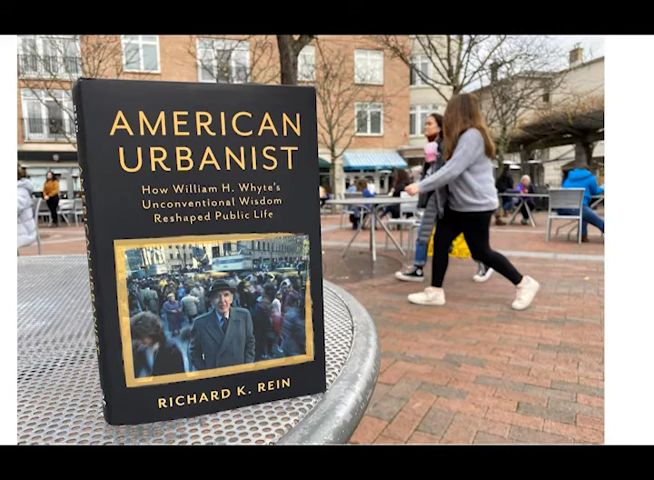 AMERICAN
URBANIST
How William H. Whyte's
Unconventional Wisdom
Reshaped Public Life
RICHARD K. REIN